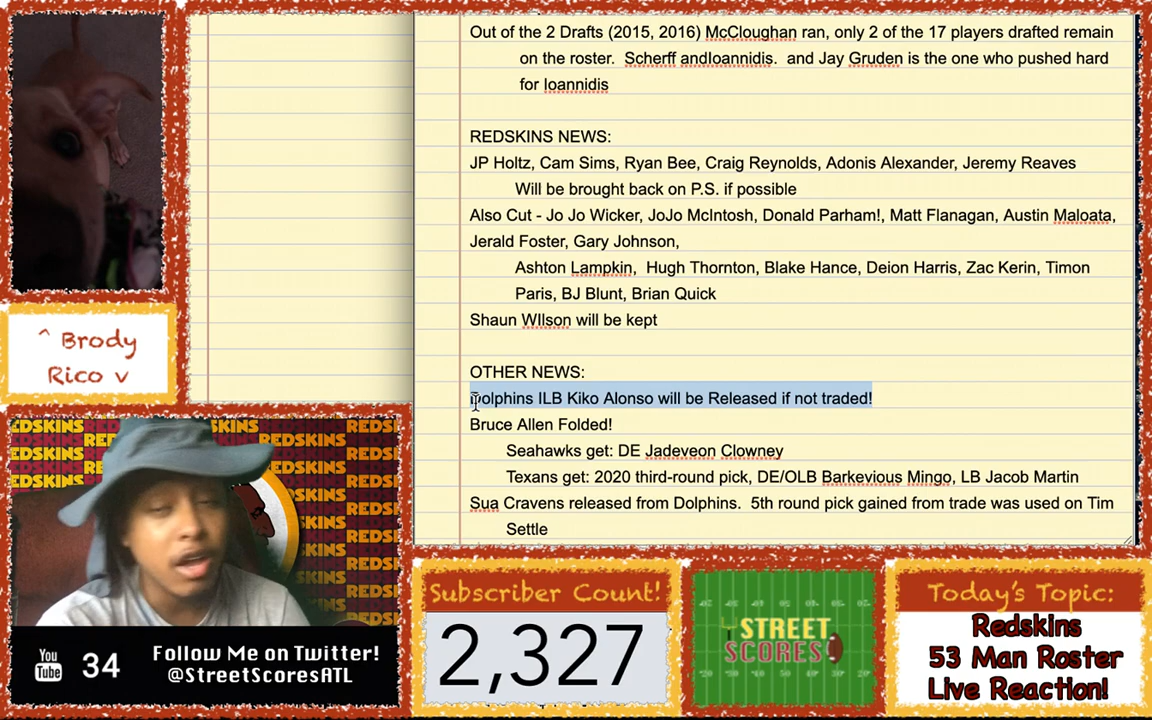 Out of the 2 Drafts (2015, 2016) McCloughan ran, only 2 of the 17 players drafted remain
on the roster.  Scherff andIoannidis.  and Jay Gruden is the one who pushed hard
for Ioannidis
REDSKINS NEWS:
JP Holtz, Cam Sims, Ryan Bee, Craig Reynolds, Adonis Alexander, Jeremy Reaves
Will be brought back on P.S. if possible
Also Cut - Jo Jo Wicker, JoJo McIntosh, Donald Parham!, Matt Flanagan, Austin Maloata,
Jerald Foster, Gary Johnson,
Ashton Lampkin,  Hugh Thornton, Blake Hance, Deion Harris, Zac Kerin, Timon
Paris, BJ Blunt, Brian Quick
Shaun WIlson will be kept
OTHER NEWS:
Dolphins ILB Kiko Alonso will be Released if not traded!
Bruce Allen Folded!
Seahawks get: DE Jadeveon Clowney
Texans get: 2020 third-round pick, DE/OLB Barkevious Mingo, LB Jacob Martin
Sua Cravens released from Dolphins.  5th round pick gained from trade was used on Tim
Settle
^ Brody
Rico v
REDSKINS
You Tube 34
Follow Me on Twitter!
@StreetScoresATL
Subscriber Count!
2,327
STREET
SCORES
Today's Topic:
Redskins
53 Man Roster
Live Reaction!